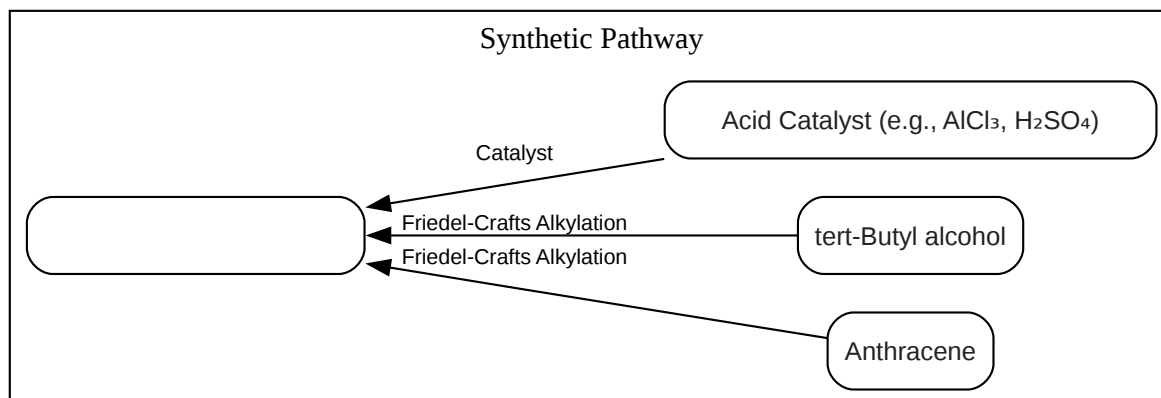 Synthetic Pathway
Acid Catalyst (e.g., AlCl₃, H₂SO₄)
Catalyst
Friedel-Crafts Alkylation
tert-Butyl alcohol
Friedel-Crafts Alkylation
Anthracene